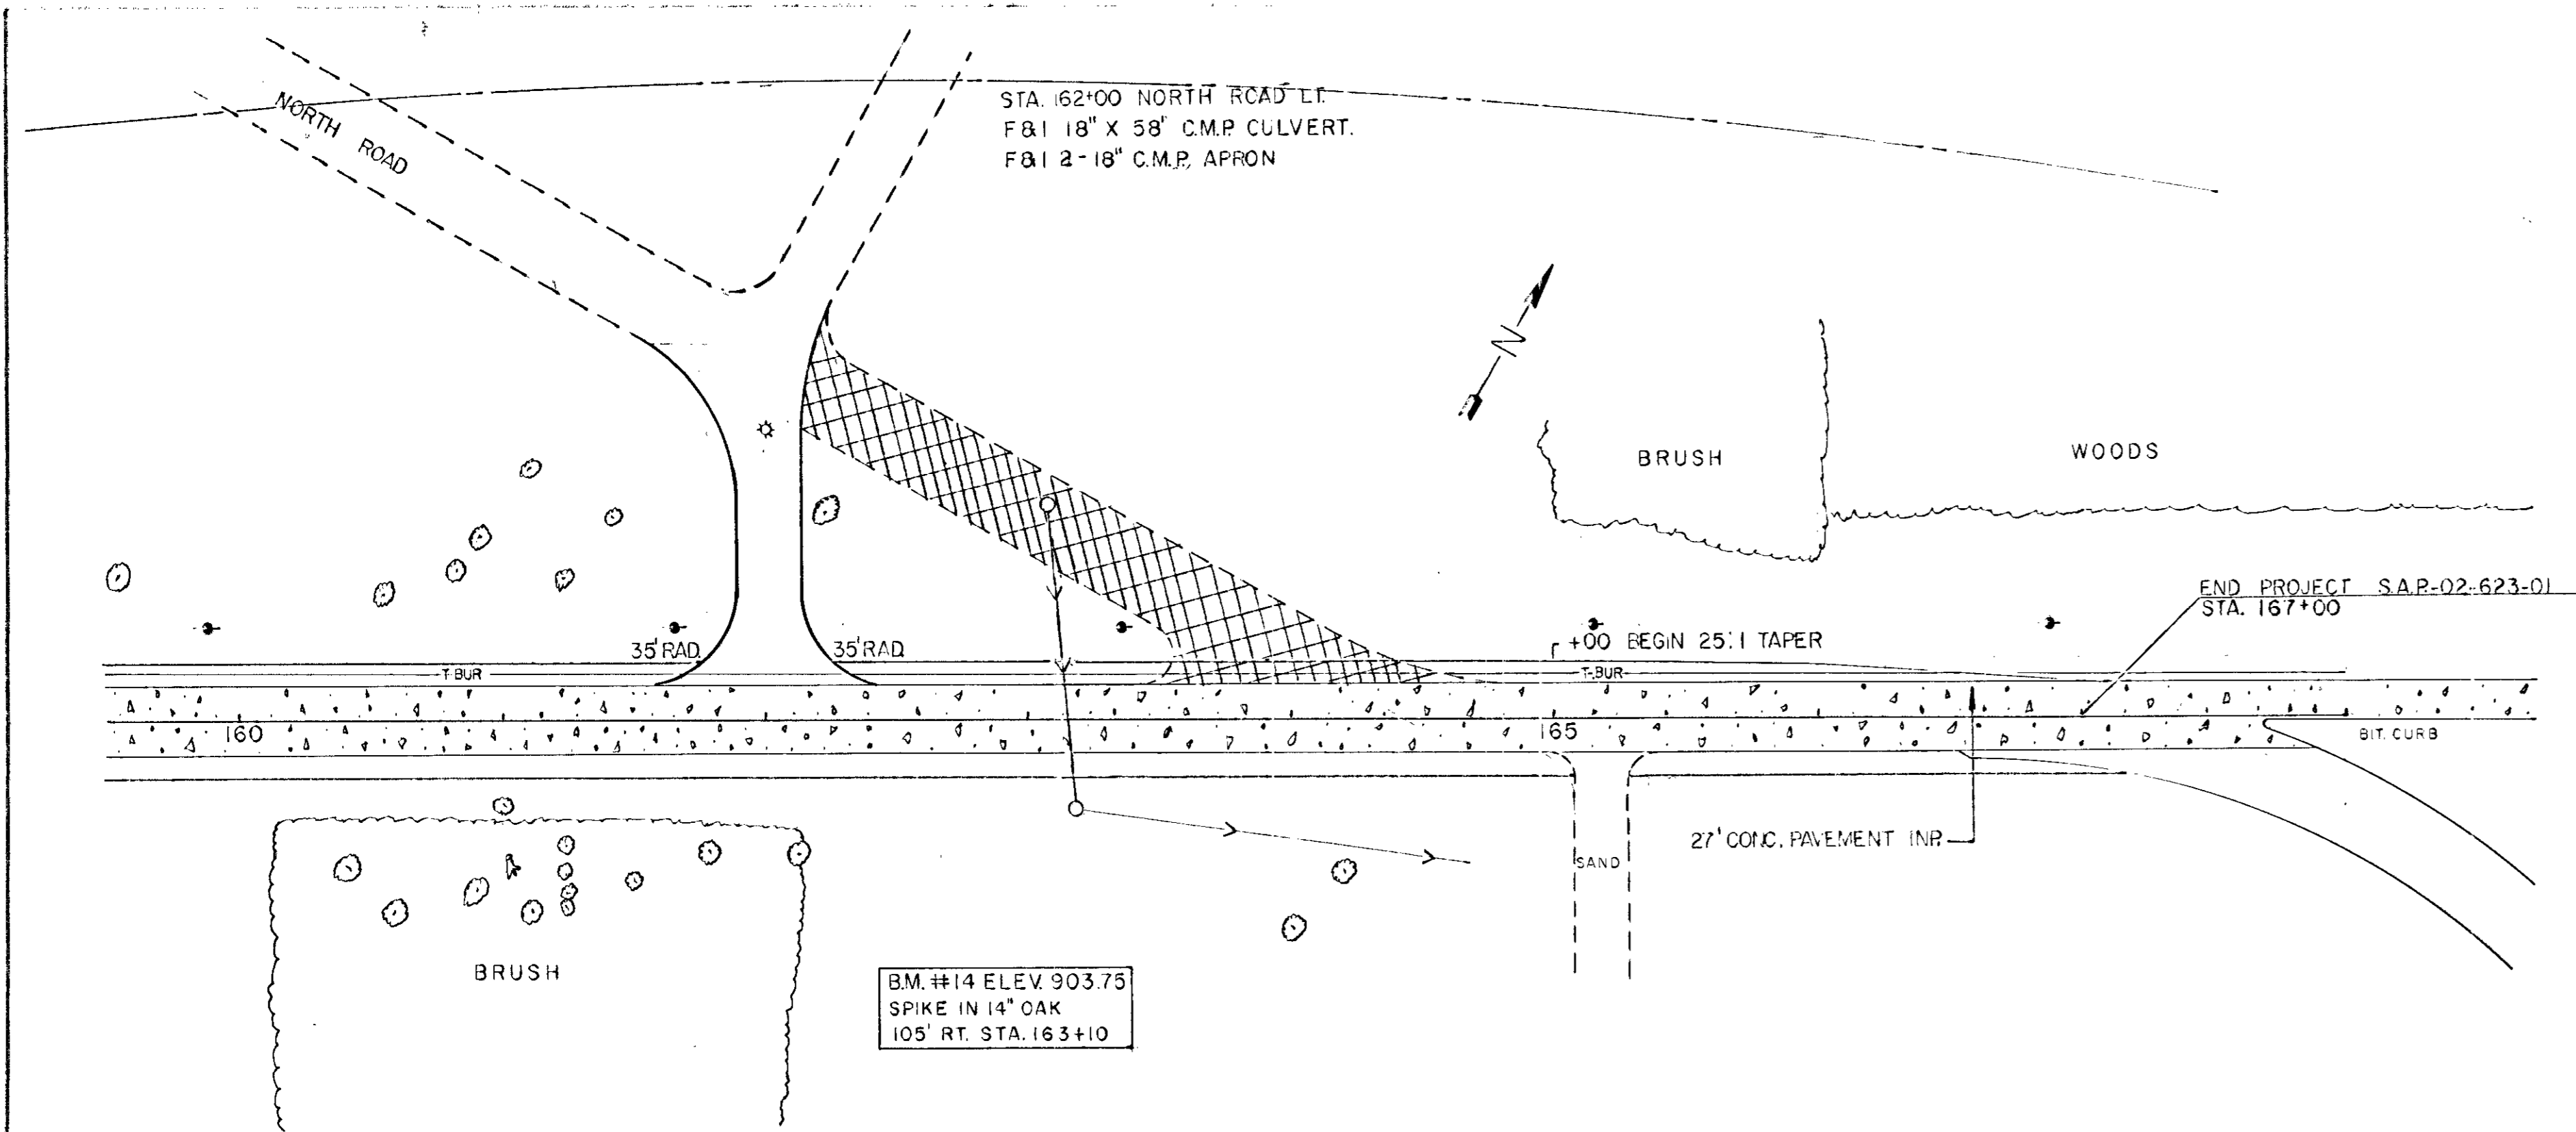 NORTH ROAD
STA. 162+00 NORTH ROAD LT.
F&I 18" X 58' C.M.P. CULVERT.
F&I 2-18" C.M.P. APRON
N
BRUSH
WOODS
END PROJECT S.A.P.-02-623-01
STA. 167+00
35' RAD.
35' RAD.
+00 BEGIN 25:1 TAPER
T-BUR
T-BUR
160
165
BIT. CURB
27' CONC. PAVEMENT INP.
SAND
BRUSH
B.M. #14 ELEV. 903.75
SPIKE IN 14" OAK
105' RT. STA. 163+10